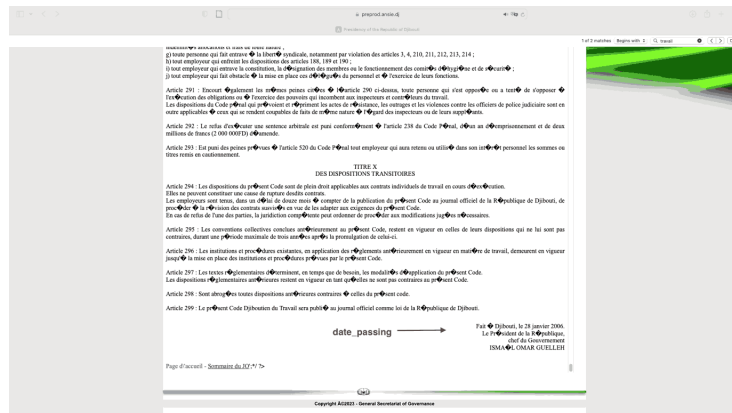 preprod.ansie.dj
Presidence of the Republic of Djibouti
1 of 2 matches Begins with travail
g) toute personne qui fait entrave � la libert� syndicale, notamment par violation des articles 3, 4, 210, 211, 212, 213, 214 ;
h) tout employeur qui enfreint les dispositions des articles 188, 189 et 190 ;
i) tout employeur qui entrave la constitution, la d�signation des membres ou le fonctionnement des comit�s d�hygi�ne et de s�curit� ;
j) tout employeur qui fait obstacle � la mise en place ces d�l�gu�s du personnel et � l'exercice de leurs fonctions.
Article 291 : Encourt �galement les m�mes peines cit�es � l�article 290 ci-dessus, toute personne qui s'est oppos�e ou a tent� de s'opposer �
l'ex�cution des obligations ou � l'exercice des pouvoirs qui incombent aux inspecteurs et contr�leurs du travail.
Les dispositions du Code p�nal qui pr�voient et r�priment les actes de r�sistance, les outrages et les violences contre les officiers de police judiciaire sont en
outre applicables � ceux qui se rendent coupables de faits de m�me nature � l'�gard des inspecteurs ou de leurs suppl�ants.
Article 292 : Le refus d'ex�cuter une sentence arbitrale est puni conform�ment � l'article 238 du Code P�nal, d�un an d�emprisonnement et de deux
millions de francs (2 000 000FD) d�amende.
Article 293 : Est puni des peines pr�vues � l'article 520 du Code P�nal tout employeur qui aura retenu ou utilis� dans son int�r�t personnel les sommes ou
titres remis en cautionnement.
TITRE X
DES DISPOSITIONS TRANSITOIRES
Article 294 : Les dispositions du pr�sent Code sont de plein droit applicables aux contrats individuels de travail en cours d�ex�cution.
Elles ne peuvent constituer une cause de rupture desdits contrats.
Les employeurs sont tenus, dans un d�lai de douze mois � compter de la publication du pr�sent Code au journal officiel de la R�publique de Djibouti, de
proc�der � la r�vision des contrats susvis�s en vue de les adapter aux exigences du pr�sent Code.
En cas de refus de l'une des parties, la juridiction comp�tente peut ordonner de proc�der aux modifications jug�es n�cessaires.
Article 295 : Les conventions collectives conclues ant�rieurement au pr�sent Code, restent en vigueur en celles de leurs dispositions qui ne lui sont pas
contraires, durant une p�riode maximale de trois ann�es apr�s la promulgation de celui-ci.
Article 296 : Les institutions et proc�dures existantes, en application des r�glements ant�rieurement en vigueur en mati�re de travail, demeurent en vigueur
jusqu'� la mise en place des institutions et proc�dures pr�vues par le pr�sent Code.
Article 297 : Les textes r�glementaires d�terminent, en temps que de besoin, les modalit�s d�application du pr�sent Code.
Les dispositions r�glementaires ant�rieures restent en vigueur en tant qu�elles ne sont pas contraires au pr�sent Code.
Article 298 : Sont abrog�es toutes dispositions ant�rieures contraires � celles du pr�sent code.
Article 299 : Le pr�sent Code Djiboutien du Travail sera publi� au journal officiel comme loi de la R�publique de Djibouti.
Fait � Djibouti, le 28 janvier 2006.
date_passing
Le Pr�sident de la R�publique,
chef du Gouvernement
ISMA�L OMAR GUELLEH
Page d'accueil - Sommaire du JO';*/ ?>
Copyright Â©2023 - General Secretariat of Governance